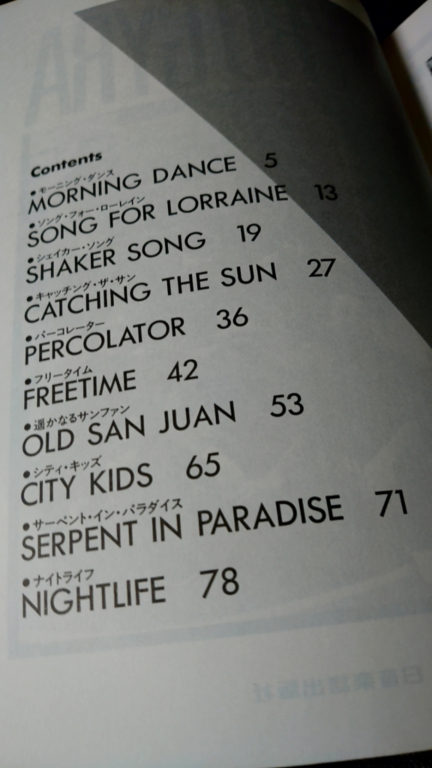 Contents
●モーニング・ダンス
MORNING DANCE 5
●ソング・フォー・ローレイン
SONG FOR LORRAINE 13
●シェイカー・ソング
SHAKER SONG 19
●キャッチング・ザ・サン
CATCHING THE SUN 27
●パーコレーター
PERCOLATOR 36
●フリータイム
FREETIME 42
●遥かなるサンファン
OLD SAN JUAN 53
●シティ・キッズ
CITY KIDS 65
●サーペント・イン・パラダイス
SERPENT IN PARADISE 71
●ナイトライフ
NIGHTLIFE 78